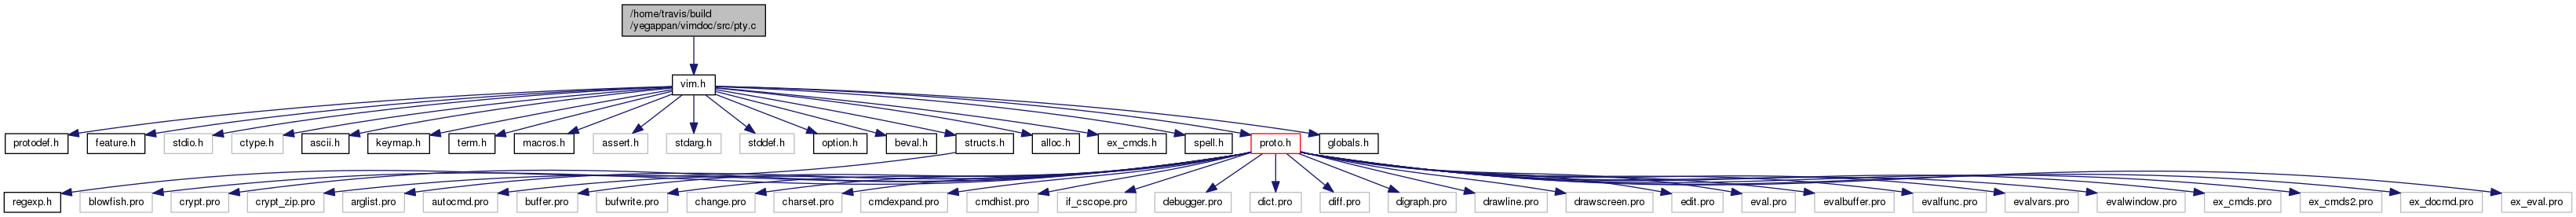 /home/travis/build
/yegappan/vimdoc/src/pty.c
vim.h
protodef.h
feature.h
stdio.h
ctype.h
ascii.h
keymap.h
term.h
macros.h
assert.h
stdarg.h
stddef.h
option.h
beval.h
structs.h
alloc.h
ex_cmds.h
spell.h
proto.h
globals.h
regexp.h
blowfish.pro
crypt.pro
crypt_zip.pro
arglist.pro
autocmd.pro
buffer.pro
bufwrite.pro
change.pro
charset.pro
cmdexpand.pro
cmdhist.pro
if_cscope.pro
debugger.pro
dict.pro
diff.pro
digraph.pro
drawline.pro
drawscreen.pro
edit.pro
eval.pro
evalbuffer.pro
evalfunc.pro
evalvars.pro
evalwindow.pro
ex_cmds.pro
ex_cmds2.pro
ex_docmd.pro
ex_eval.pro